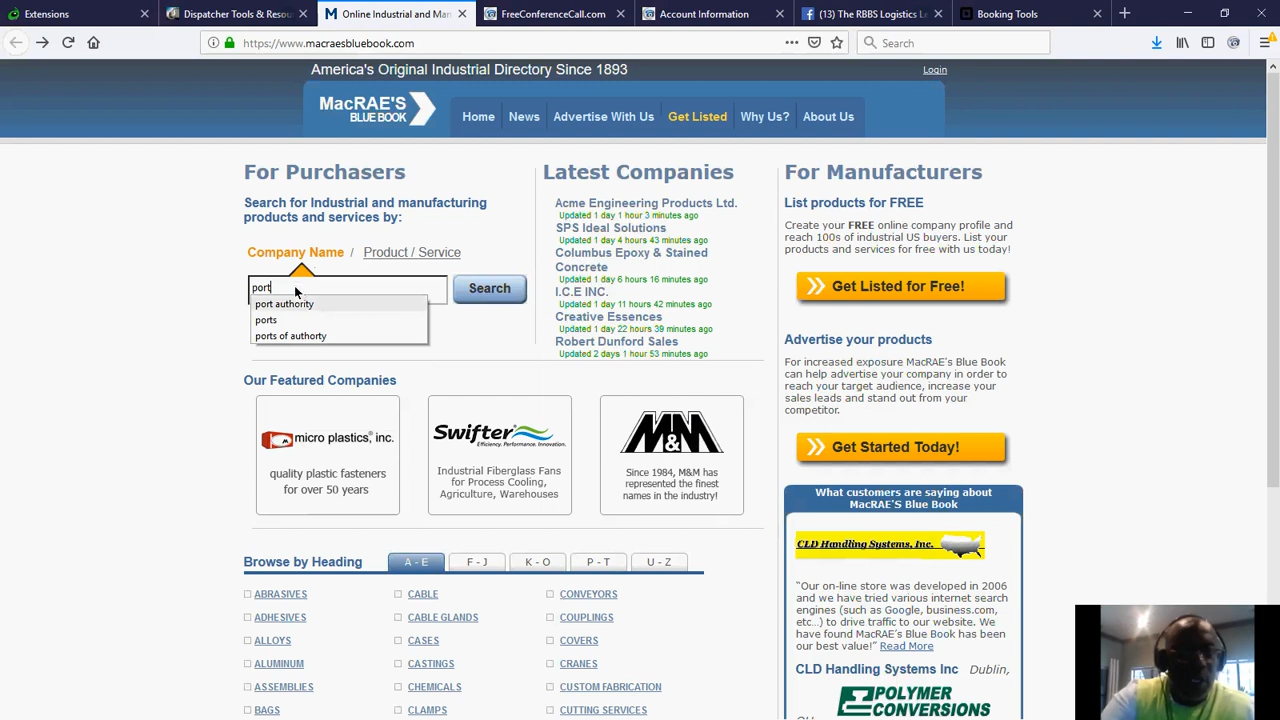 Extensions
Dispatcher Tools & Resou
Online Industrial and Man
FreeConferenceCall.com
Account Information
(13) The RBBS Logistics Le
Booking Tools
https://www.macraesbluebook.com
Search
America's Original Industrial Directory Since 1893
Login
MacRAE'S
BLUE BOOK
Home
News
Advertise With Us
Get Listed
Why Us?
About Us
For Purchasers
Search for Industrial and manufacturing
products and services by:
Company Name / Product / Service
port
Search
port authority
ports
ports of authorty
Latest Companies
Acme Engineering Products Ltd.
Updated 1 day 1 hour 3 minutes ago
SPS Ideal Solutions
Updated 1 day 4 hours 43 minutes ago
Columbus Epoxy & Stained
Concrete
Updated 1 day 6 hours 16 minutes ago
I.C.E INC.
Updated 1 day 11 hours 42 minutes ago
Creative Essences
Updated 1 day 22 hours 39 minutes ago
Robert Dunford Sales
Updated 2 days 1 hour 53 minutes ago
For Manufacturers
List products for FREE
Create your FREE online company profile and
reach 100s of industrial US buyers. List your
products and services for free with us today!
Get Listed for Free!
Advertise your products
For increased exposure MacRAE's Blue Book
can help advertise your company in order to
reach your target audience, increase your
sales leads and stand out from your
competitor.
Get Started Today!
Our Featured Companies
micro plastics, inc.
quality plastic fasteners
for over 50 years
Swifter
Efficiency. Performance. Innovation.
Industrial Fiberglass Fans
for Process Cooling,
Agriculture, Warehouses
M&M
Since 1984, M&M has
represented the finest
names in the industry!
What customers are saying about
MacRAE'S Blue Book
CLD Handling Systems, Inc.
"Our on-line store was developed in 2006
and we have tried various internet search
engines (such as Google, business.com,
etc...) to drive traffic to our website. We
have found MacRAE's Blue Book has been
our best value!" Read More
CLD Handling Systems Inc Dublin,
POLYMER
CONVERSIONS
Browse by Heading
A - E
F - J
K - O
P - T
U - Z
ABRASIVES
CABLE
CONVEYORS
ADHESIVES
CABLE GLANDS
COUPLINGS
ALLOYS
CASES
COVERS
ALUMINUM
CASTINGS
CRANES
ASSEMBLIES
CHEMICALS
CUSTOM FABRICATION
BAGS
CLAMPS
CUTTING SERVICES